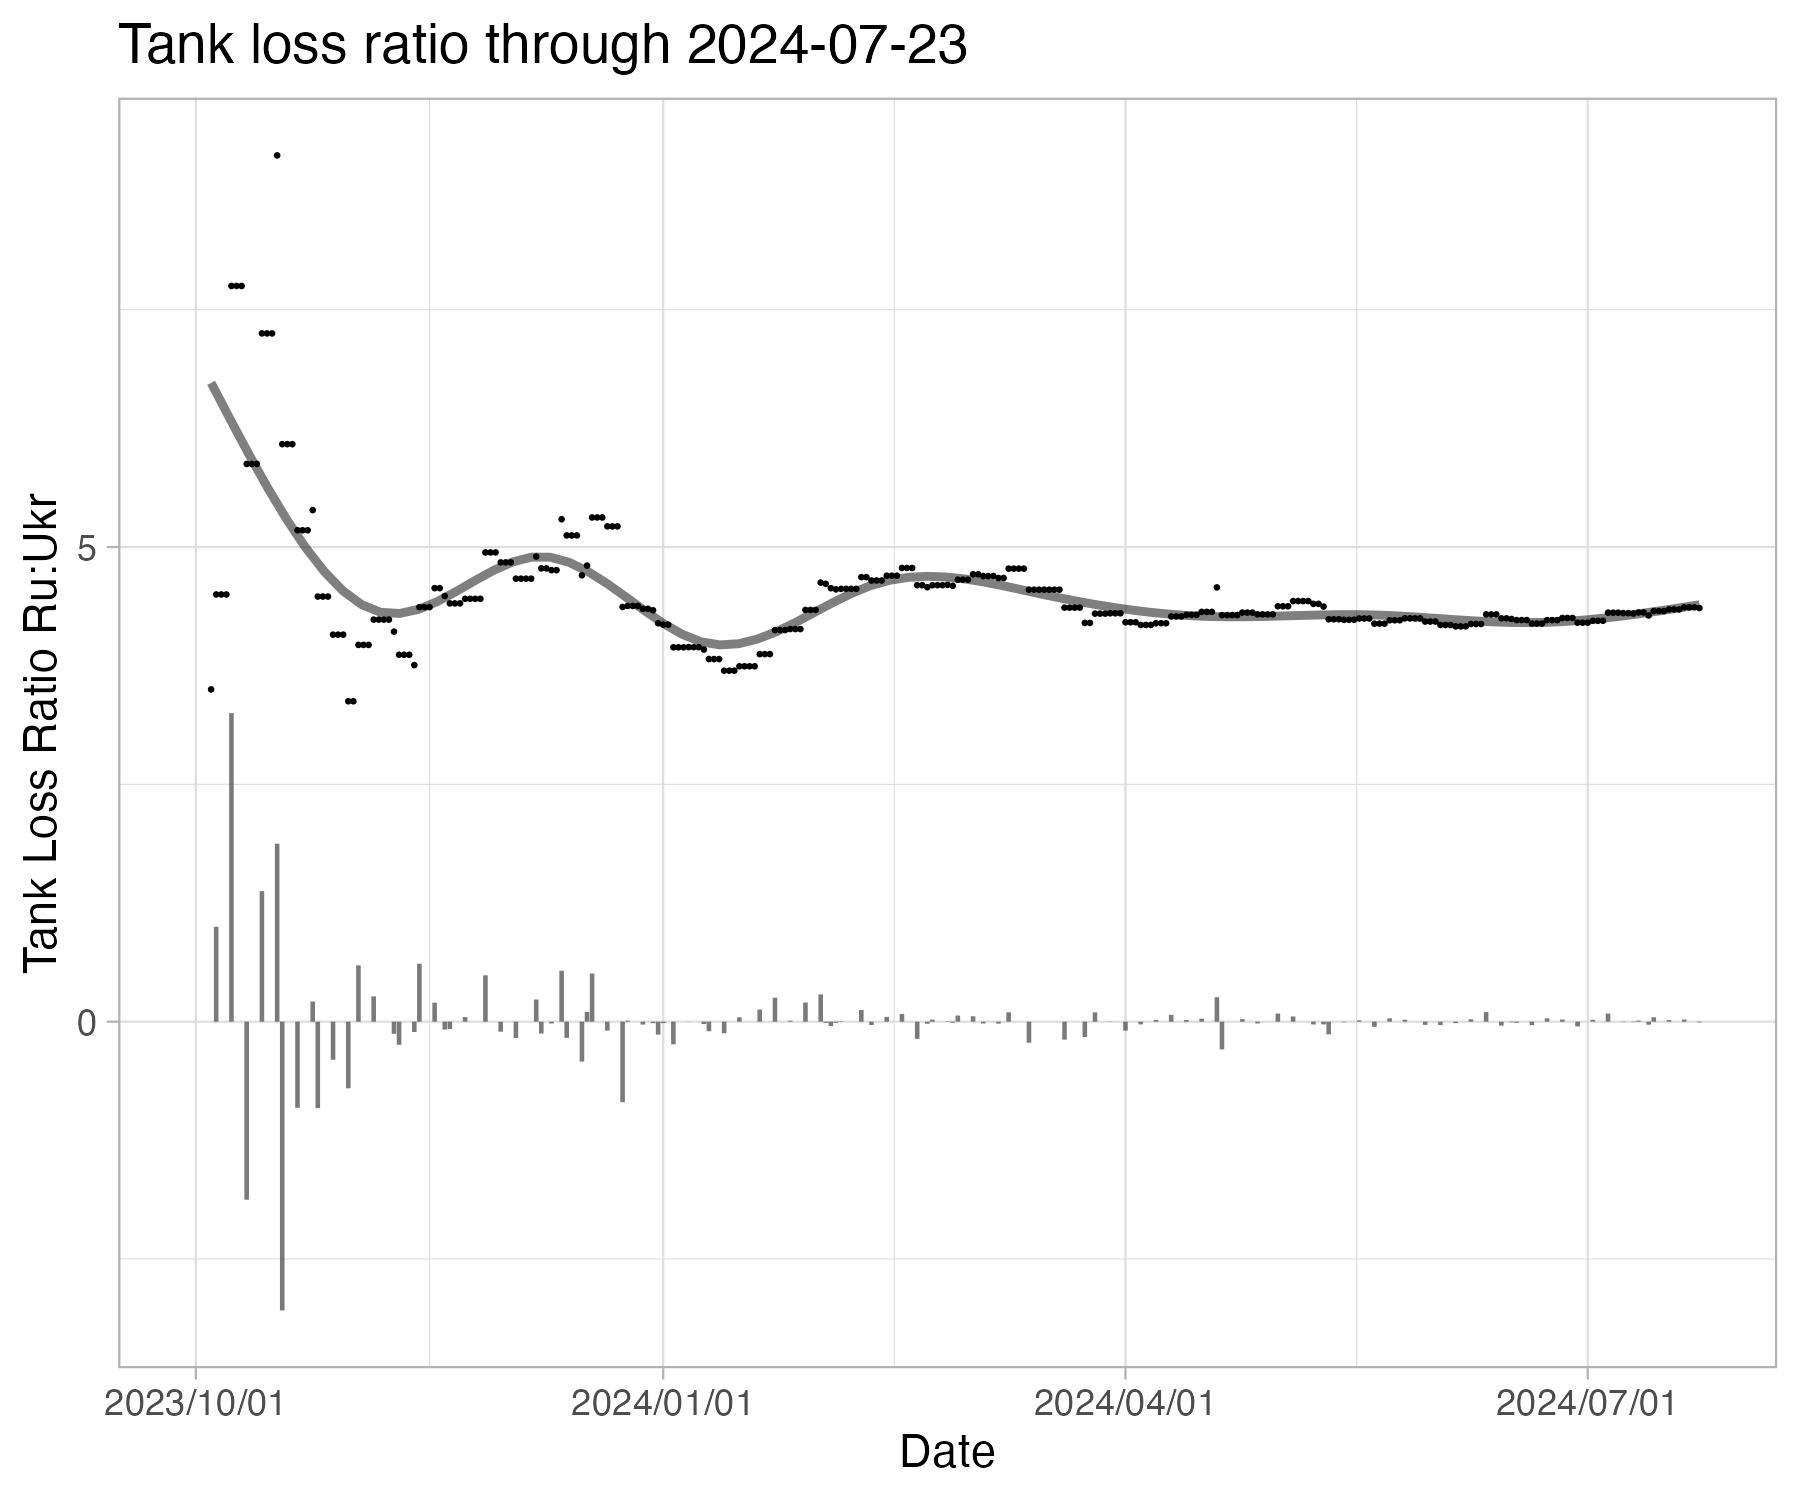 Tank loss ratio through 2024-07-23
Tank Loss Ratio Ru:Ukr
5
0
2023/10/01
2024/01/01
2024/04/01
2024/07/01
Date